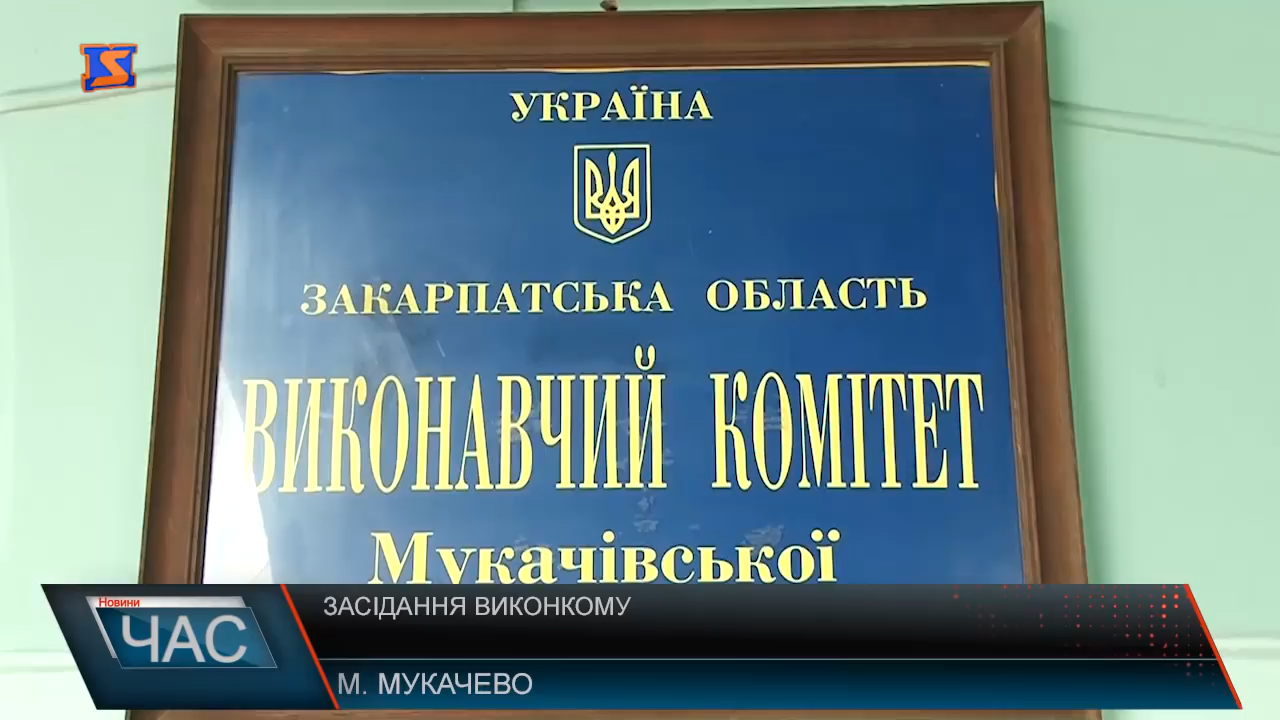 УКРАЇНА
ЗАКАРПАТСЬКА ОБЛАСТЬ
ВИКОНАВЧИЙ КОМІТЕТ
Мукачівської
Новини
ЧАС
ЗАСІДАННЯ ВИКОНКОМУ
М. МУКАЧЕВО